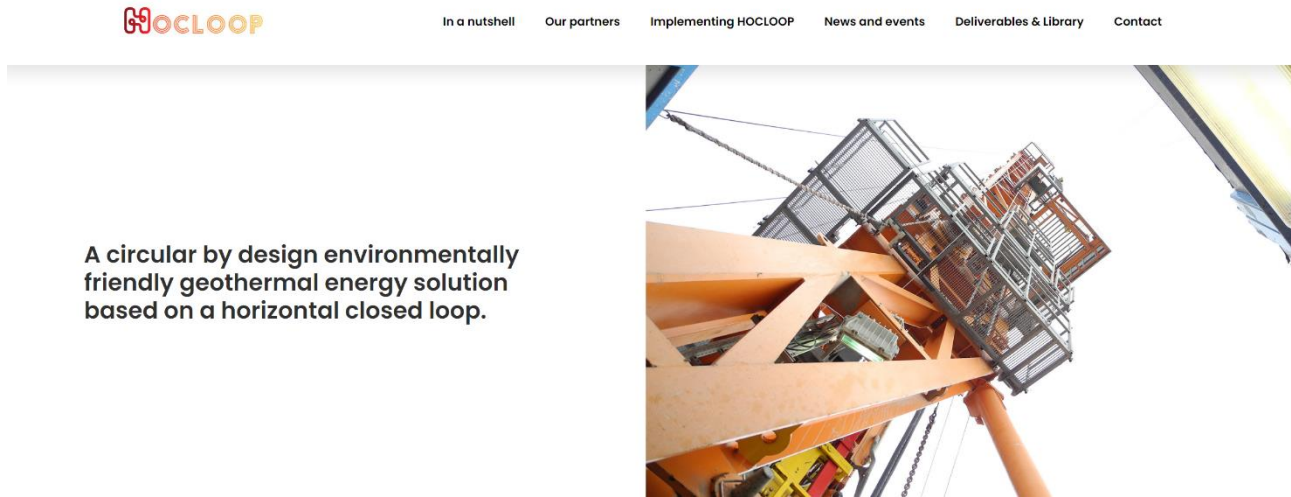 HOCLOOP
In a nutshell
Our partners
Implementing HOCLOOP
News and events
Deliverables & Library
Contact
A circular by design environmentally
friendly geothermal energy solution
based on a horizontal closed loop.